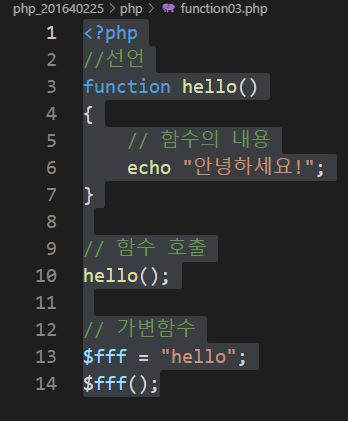 php_201640225 > php > function03.php
1 <?php
2 //선언
3 function hello()
4 {
5 // 함수의 내용
6 echo "안녕하세요!";
7 }
8
9 // 함수 호출
10 hello();
11
12 // 가변함수
13 $fff = "hello";
14 $fff();